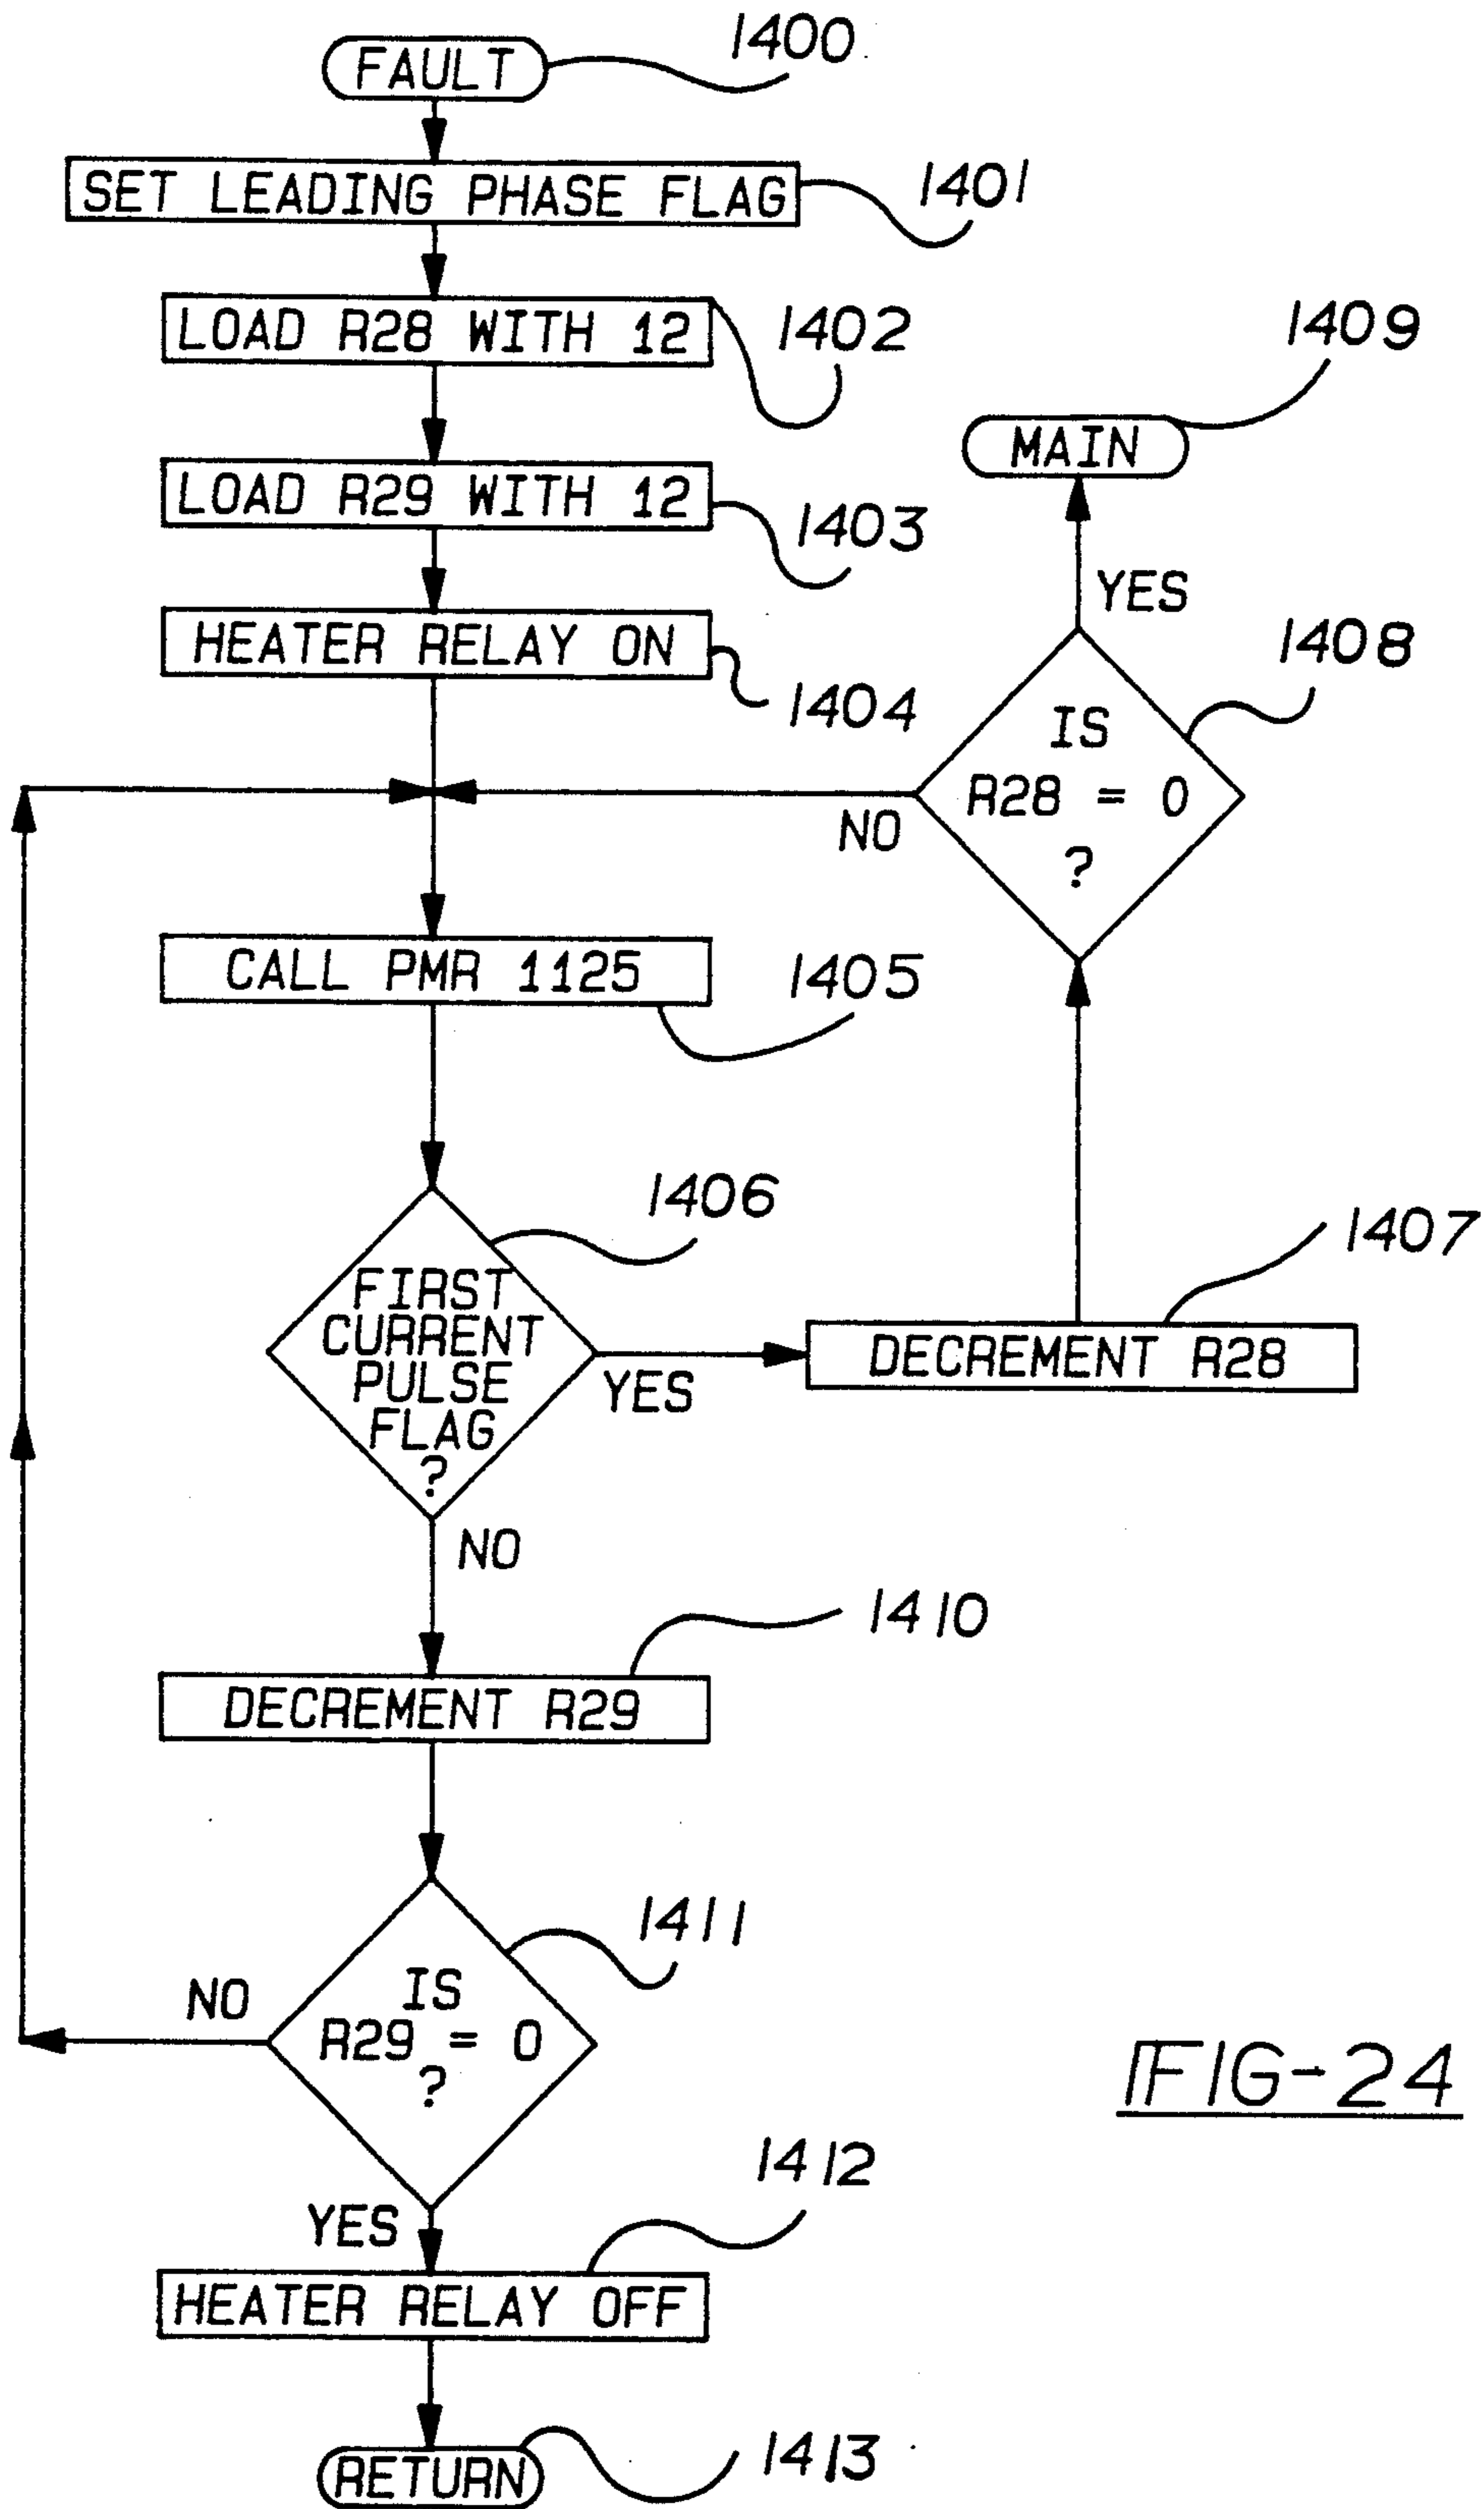 FAULT
1400
SET LEADING PHASE FLAG
1401
LOAD R28 WITH 12
1402
LOAD R29 WITH 12
1403
HEATER RELAY ON
1404
CALL PMR 1125
1405
FIRST
CURRENT
PULSE
FLAG
?
1406
YES
NO
DECREMENT R28
1407
IS
R28 = 0
?
1408
NO
YES
MAIN
1409
DECREMENT R29
1410
IS
R29 = 0
?
1411
NO
YES
HEATER RELAY OFF
1412
RETURN
1413
FIG-24